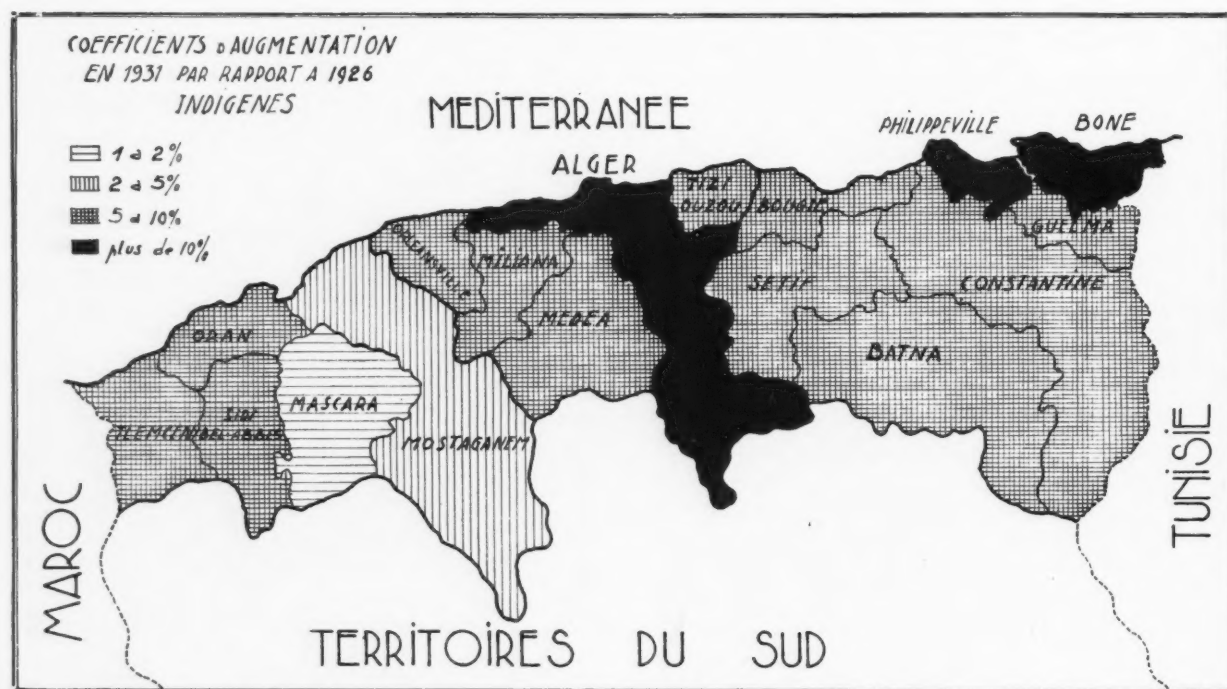 COEFFICIENTS D'AUGMENTATION
EN 1931 PAR RAPPORT A 1926
INDIGENES
1 à 2%
2 à 5%
5 à 10%
plus de 10%
MÉDITERRANÉE
ALGER
PHILIPPEVILLE
BONE
TIZI
OUZOU
BOUGIE
GUELMA
ORLEANSVILLE
MILIANA
MEDEA
SETIF
CONSTANTINE
ORAN
BATNA
MASCARA
SIDI
BEL-ABBES
TLEMCEN
MOSTAGANEM
MAROC
TUNISIE
TERRITOIRES DU SUD